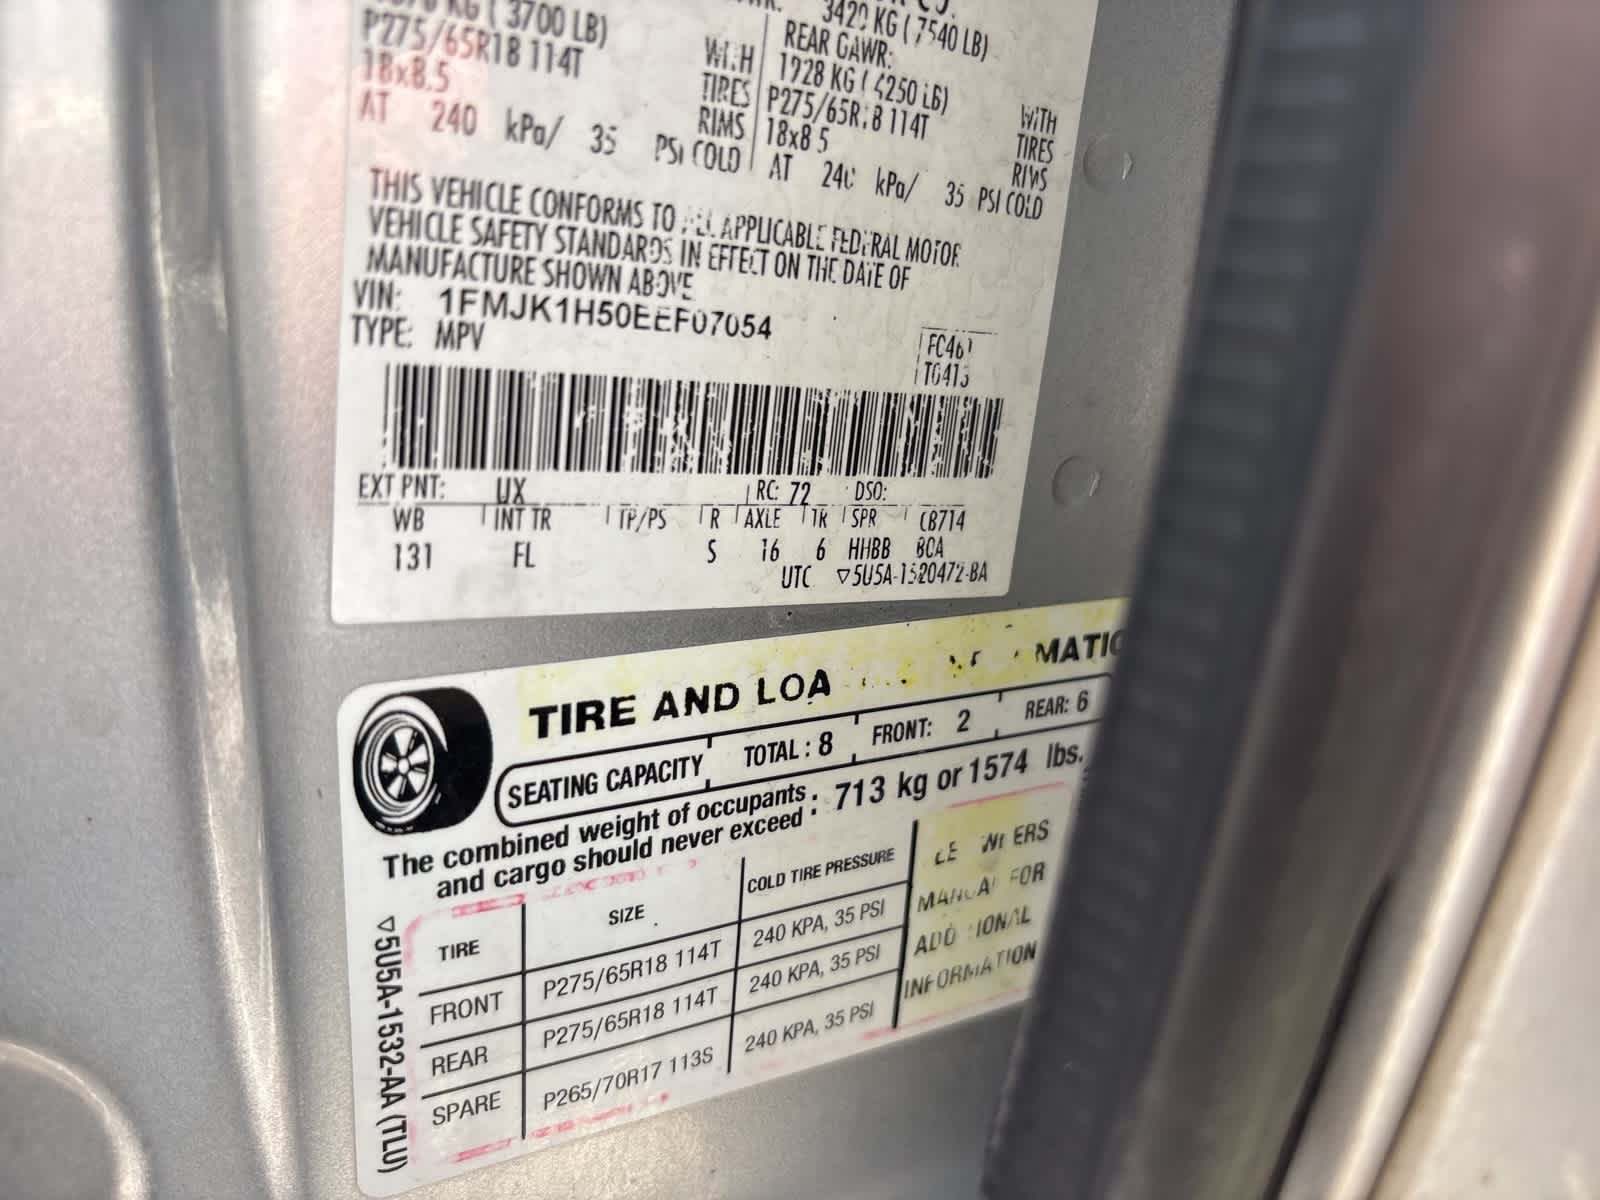 3420 KG (7540 LB)
KG (3700 LB)
REAR GAWR:
P275/65R18 114T WITH
1928 KG (4250 LB) WITH
18x8.5 TIRES
P275/65R18 114T TIRES
RIMS
18x8.5 RIMS
AT 240 kPa/ 35 PSI COLD
AT 240 kPa/ 35 PSI COLD
THIS VEHICLE CONFORMS TO ALL APPLICABLE FEDERAL MOTOR
VEHICLE SAFETY STANDARDS IN EFFECT ON THE DATE OF
MANUFACTURE SHOWN ABOVE
VIN: 1FMJK1H50EEF07054
TYPE: MPV
FC461
T0413
EXT PNT: UX RC: 72 DSO:
WB INT TR TP/PS R AXLE TR SPR C8714
131 FL S 16 6 HHBB
UTC ▽5U5A-1520472-BA
TIRE AND
SEATING CAPACITY TOTAL : 8 FRONT: 2 REAR: 6
The combined weight of occupants
and cargo should never exceed : 713 kg or 1574 lbs.
TIRE SIZE COLD TIRE PRESSURE
FRONT P275/65R18 114T 240 KPA, 35 PSI
REAR P275/65R18 114T 240 KPA, 35 PSI
SPARE P265/70R17 113S 240 KPA, 35 PSI
MANUAL FOR
ADDITIONAL
INFORMATION
▽5U5A-1532-AA (TLU)